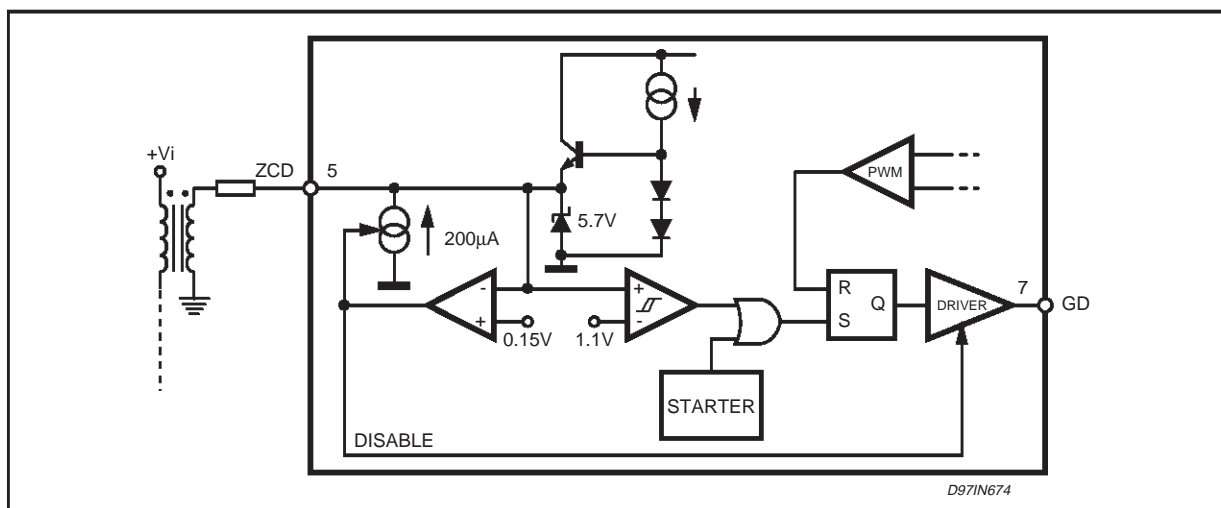 +Vi
ZCD
5
5.7V
200µA
PWM
-
+
0.15V
1.1V
+
-
R
S
Q
DRIVER
7
GD
STARTER
DISABLE
D97IN674